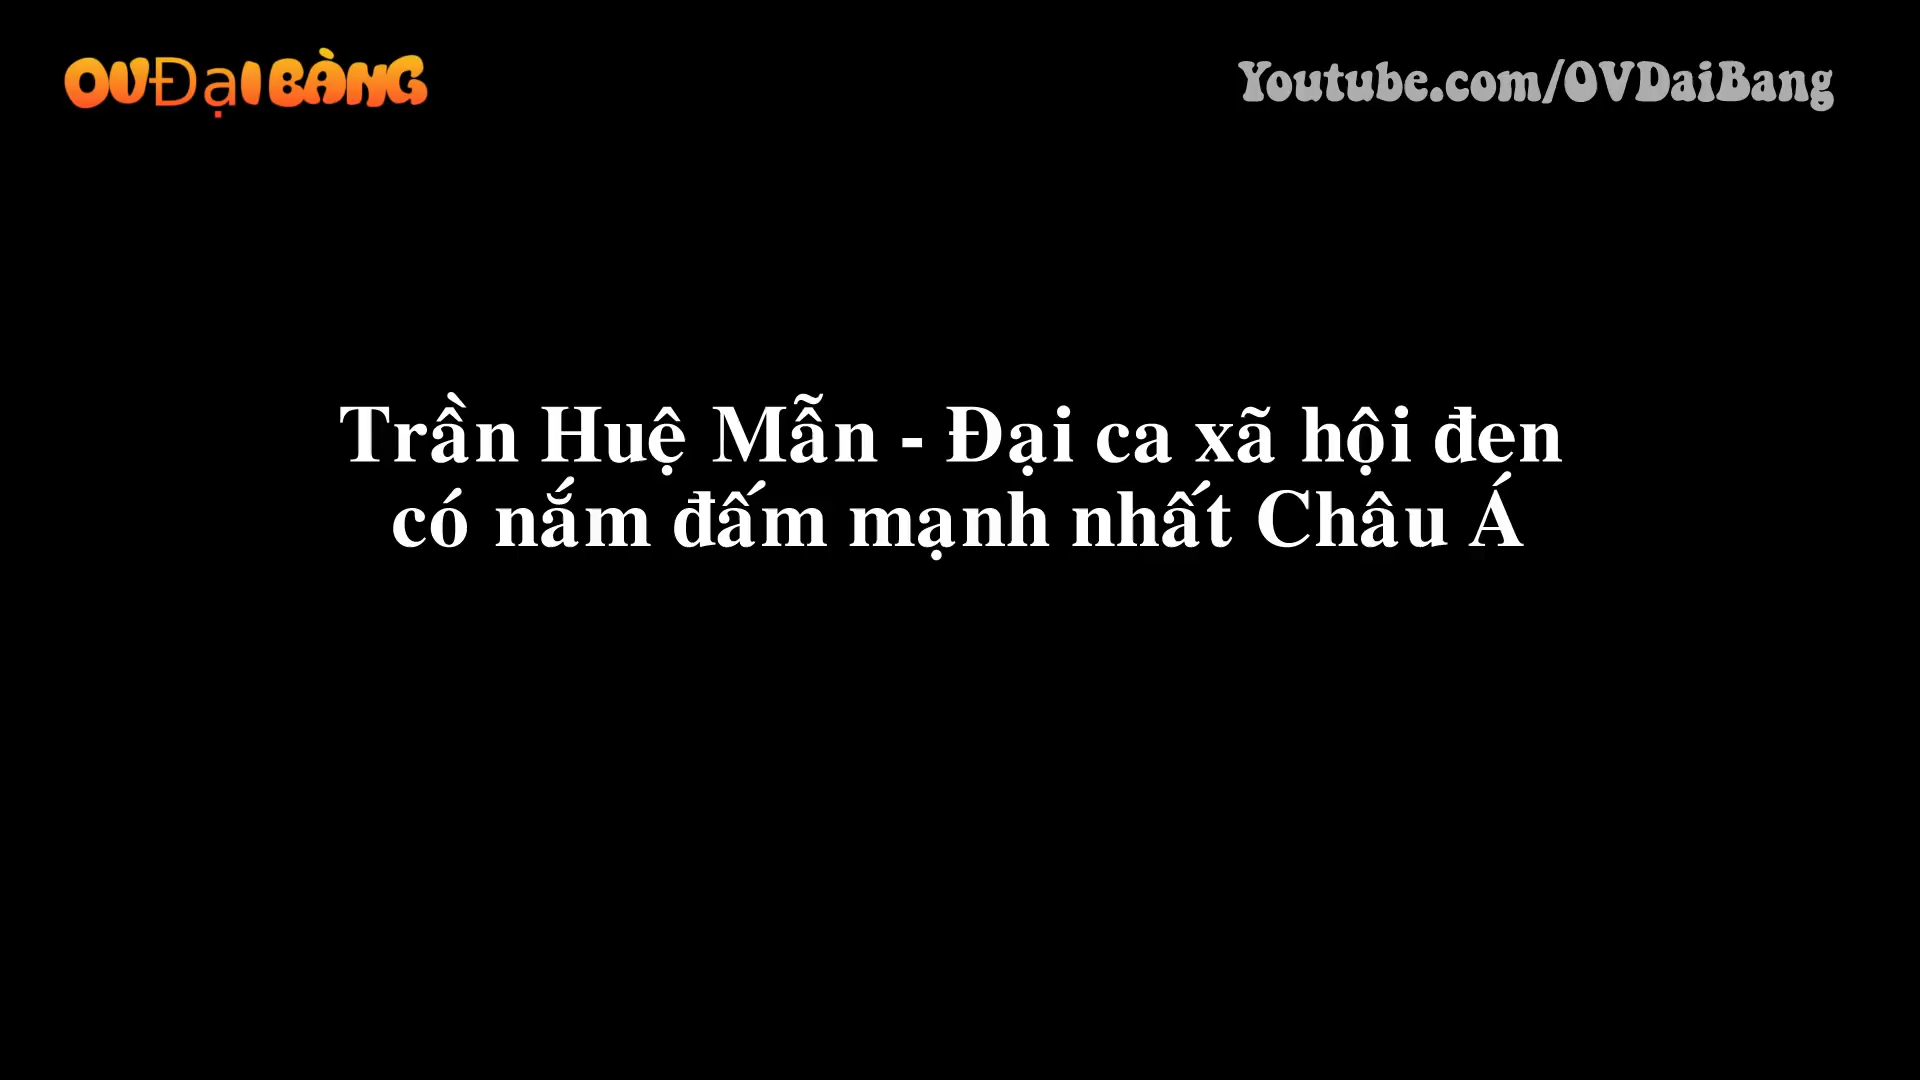 OVĐạI BÀNG
Youtube.com/OVDaiBang
Trần Huệ Mẫn - Đại ca xã hội đen
có nắm đấm mạnh nhất Châu Á